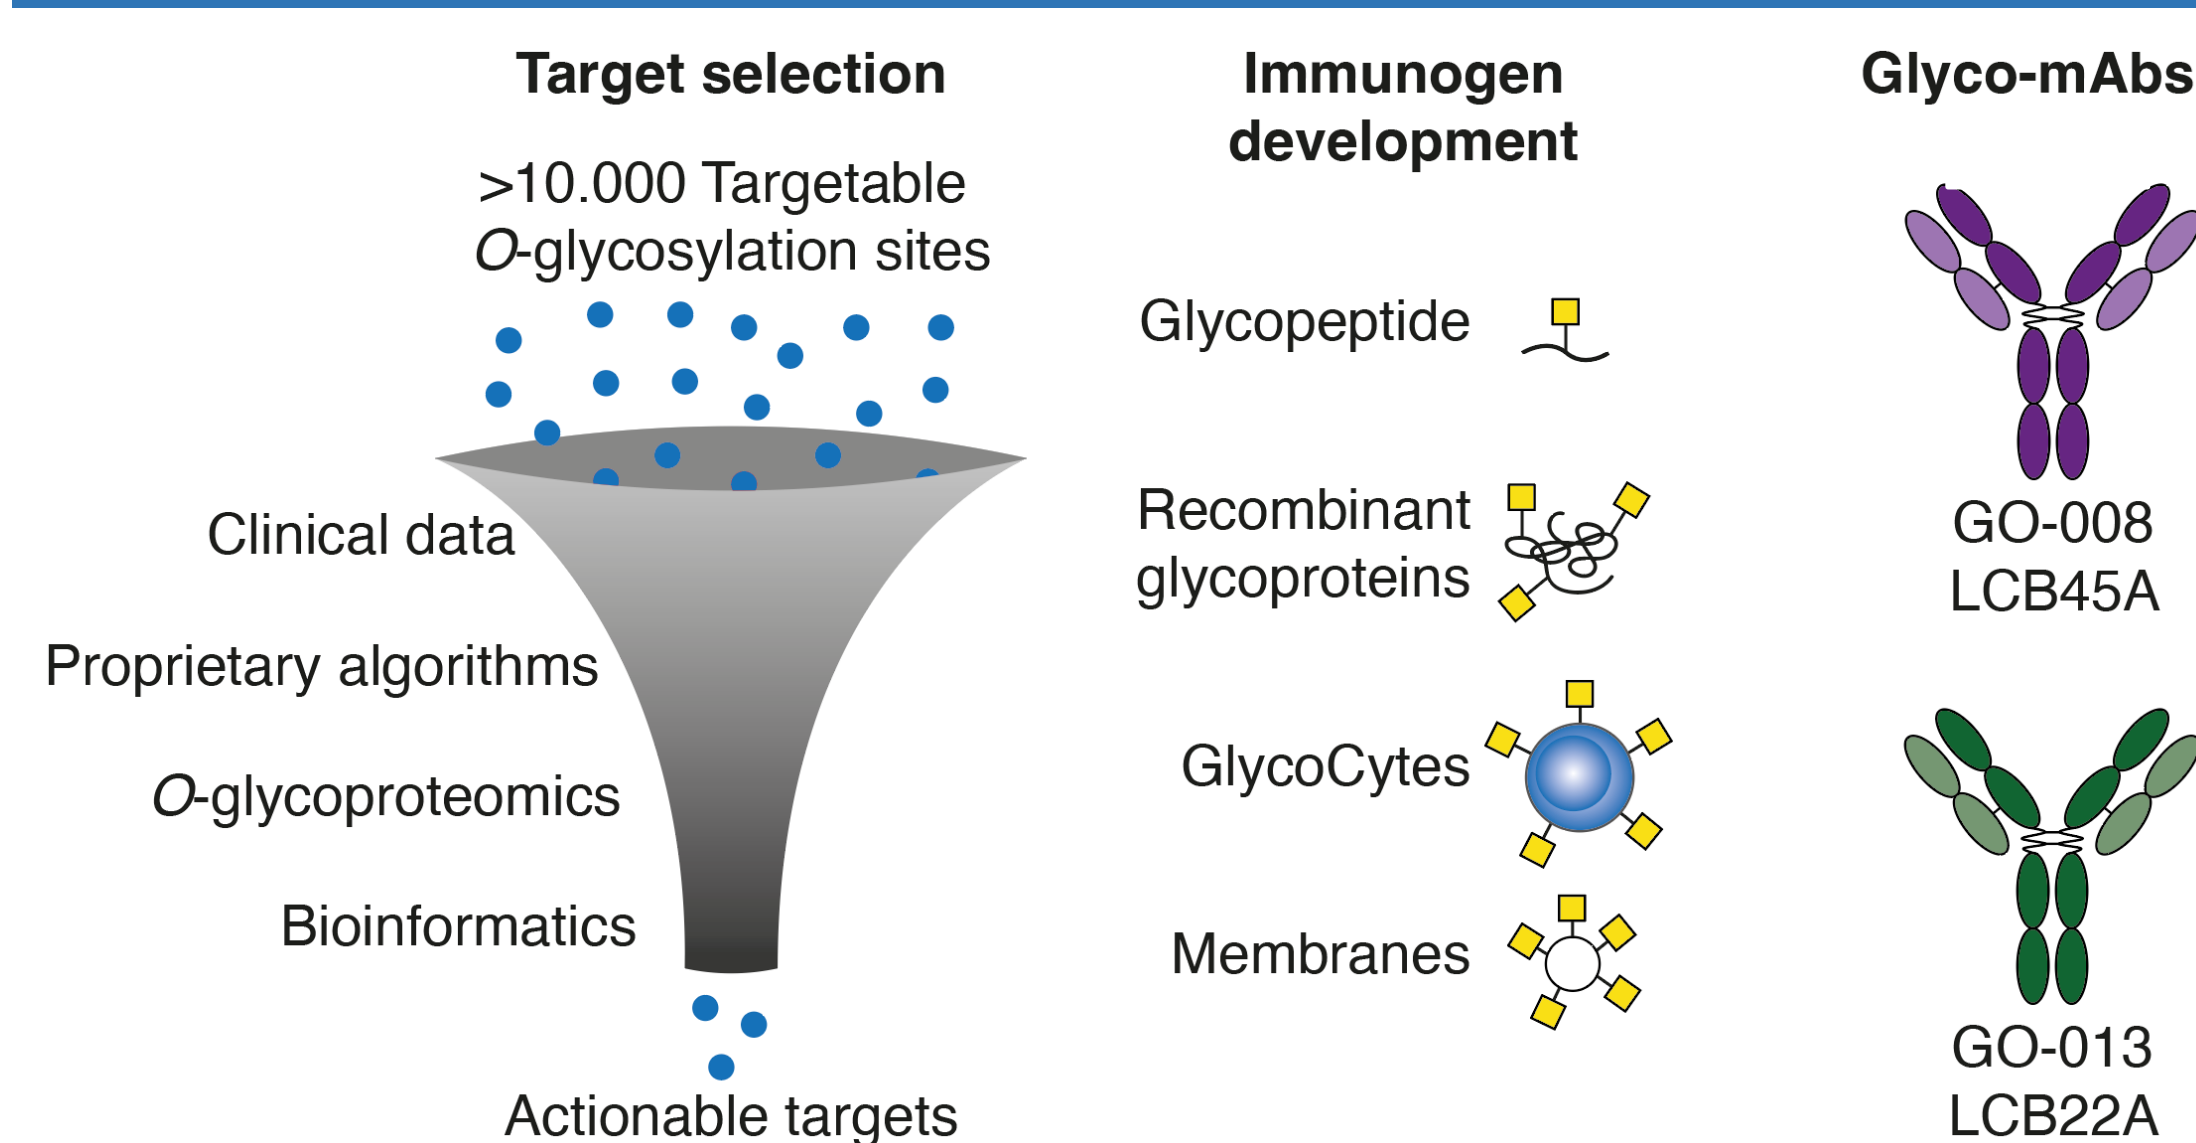 Target selection
>10.000 Targetable
O-glycosylation sites
Clinical data
Proprietary algorithms
O-glycoproteomics
Bioinformatics
Actionable targets
Immunogen
development
Glycopeptide
Recombinant
glycoproteins
GlycoCytes
Membranes
Glyco-mAbs
GO-008
LCB45A
GO-013
LCB22A